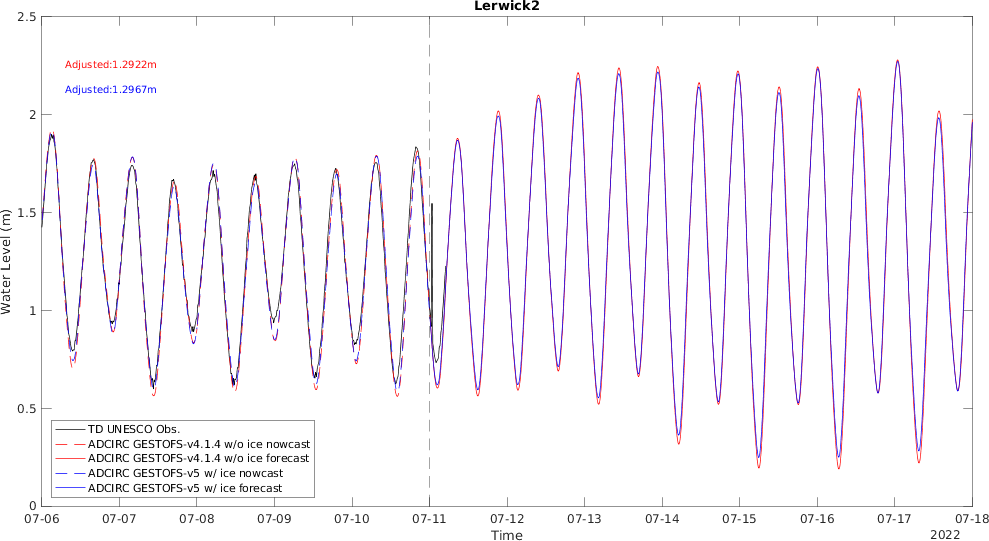 Lerwick2
Adjusted:1.2922m
Adjusted:1.2967m
Water Level (m)
2.5
2
1.5
1
0.5
0
TD UNESCO Obs.
ADCIRC GESTOFS-v4.1.4 w/o ice nowcast
ADCIRC GESTOFS-v4.1.4 w/o ice forecast
ADCIRC GESTOFS-v5 w/ ice nowcast
ADCIRC GESTOFS-v5 w/ ice forecast
07-06 07-07 07-08 07-09 07-10 07-11 07-12 07-13 07-14 07-15 07-16 07-17 07-18
Time
2022